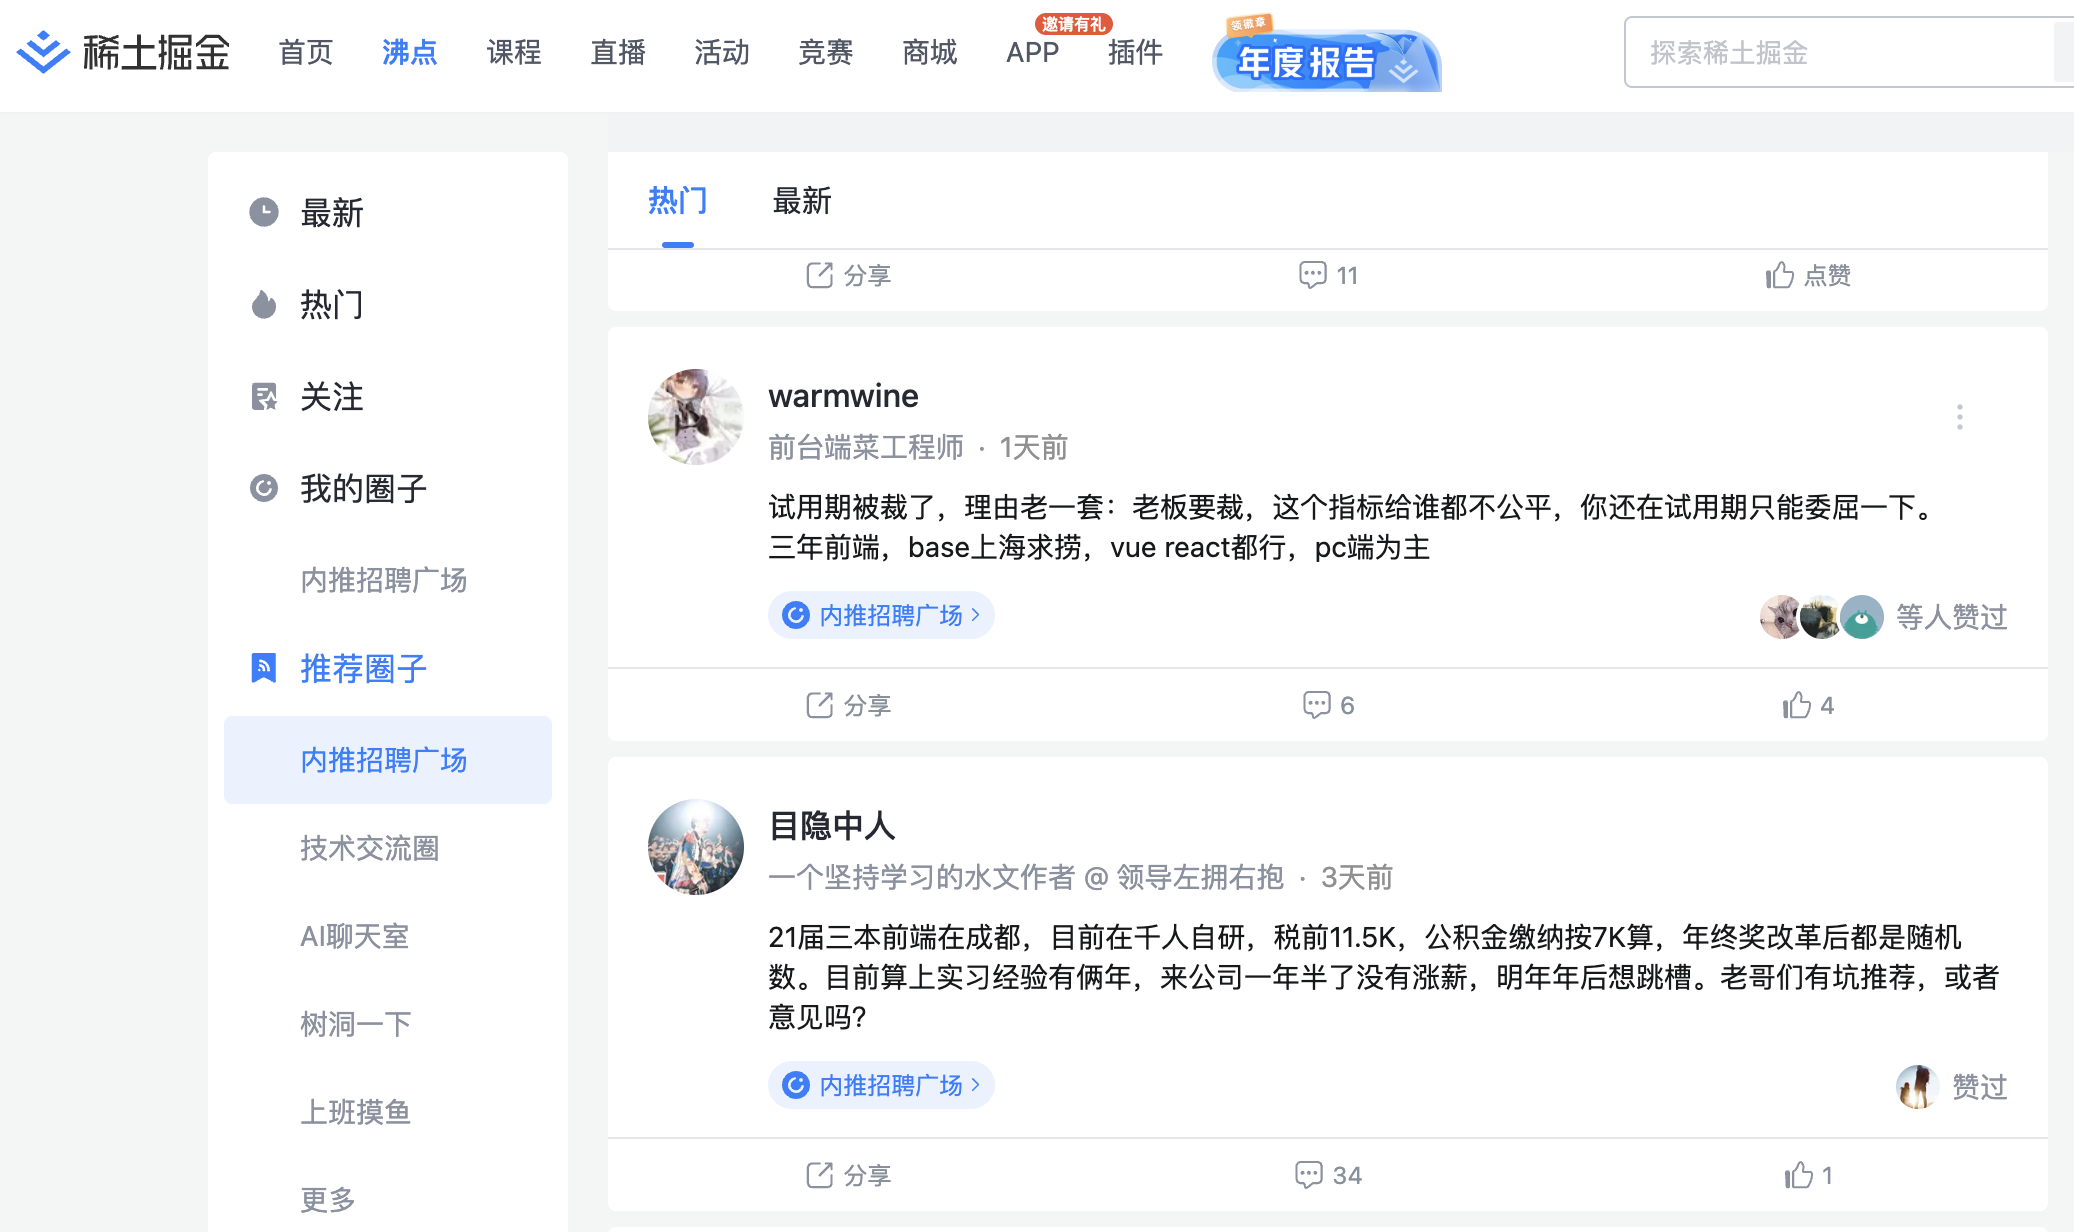 稀土掘金
首页
沸点
课程
直播
活动
竞赛
商城
APP
邀请有礼
插件
领徽章
年度报告
探索稀土掘金
最新
热门
关注
我的圈子
内推招聘广场
推荐圈子
内推招聘广场
技术交流圈
AI聊天室
树洞一下
上班摸鱼
更多
热门
最新
分享
11
点赞
warmwine
前台端菜工程师 · 1天前
试用期被裁了，理由老一套：老板要裁，这个指标给谁都不公平，你还在试用期只能委屈一下。
三年前端，base上海求捞，vue react都行，pc端为主
内推招聘广场
等人赞过
分享
6
4
目隐中人
一个坚持学习的水文作者 @ 领导左拥右抱 · 3天前
21届三本前端在成都，目前在千人自研，税前11.5K，公积金缴纳按7K算，年终奖改革后都是随机
数。目前算上实习经验有俩年，来公司一年半了没有涨薪，明年年后想跳槽。老哥们有坑推荐，或者
意见吗?
内推招聘广场
赞过
分享
34
1